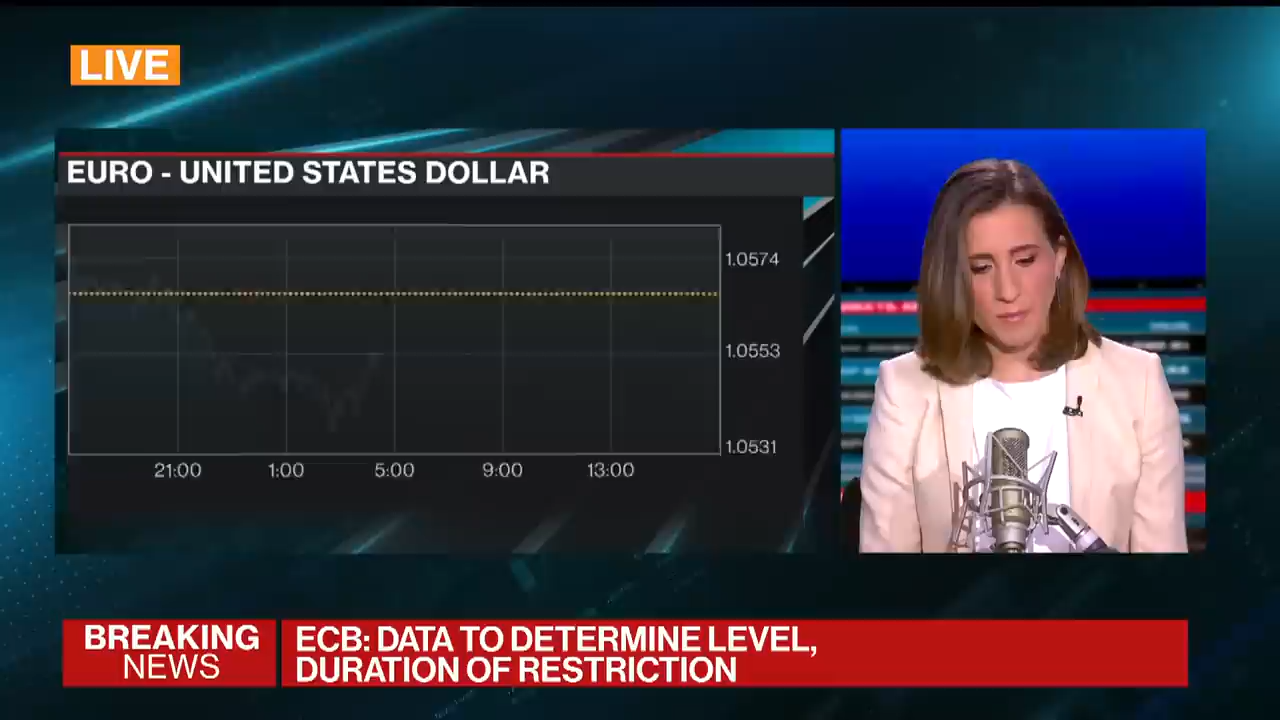 LIVE
EURO - UNITED STATES DOLLAR
1.0574
1.0553
1.0531
21:00
1:00
5:00
9:00
13:00
BREAKING
NEWS
ECB: DATA TO DETERMINE LEVEL,
DURATION OF RESTRICTION